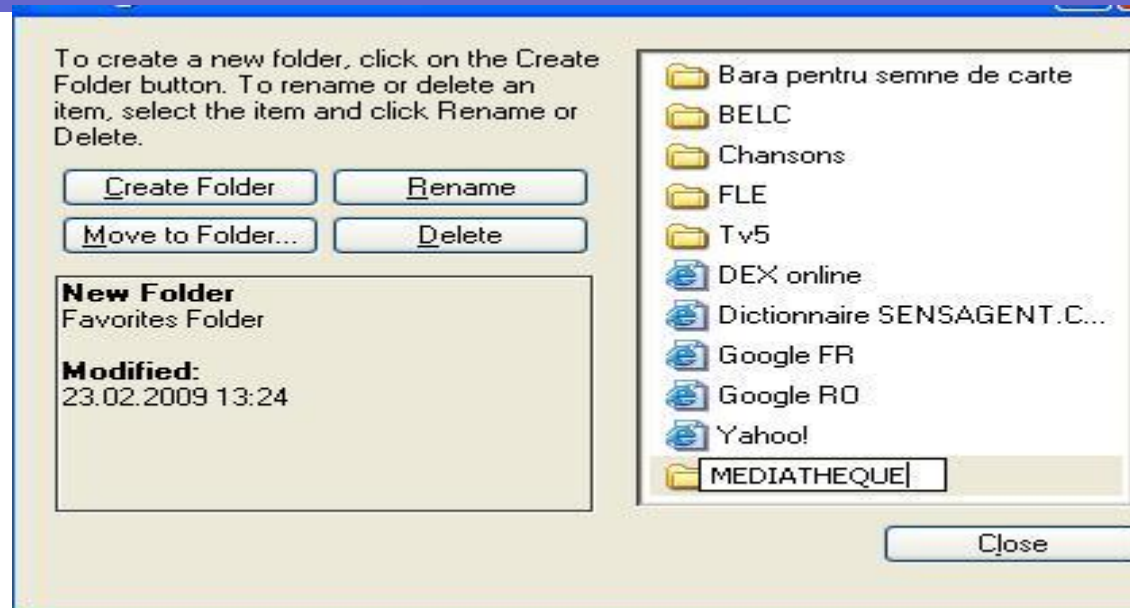 To create a new folder, click on the Create
Folder button. To rename or delete an
item, select the item and click Rename or
Delete.
Create Folder
Rename
Move to Folder...
Delete
New Folder
Favorites Folder
Modified:
23.02.2009 13:24
Bara pentru semne de carte
BELC
Chansons
FLE
Tv5
DEX online
Dictionnaire SENSAGENT.C...
Google FR
Google RO
Yahoo!
MEDIATHEQUE
Close